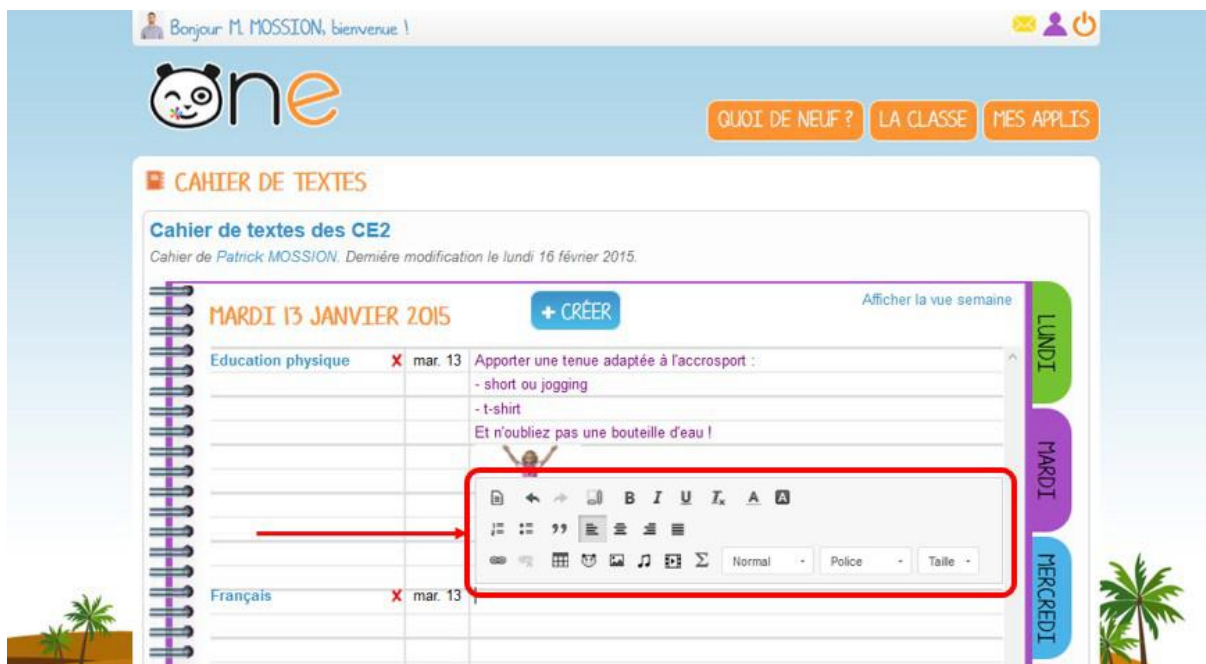 Bonjour M. MOSSION, bienvenue !
One
QUOI DE NEUF ?
LA CLASSE
MES APPLIS
CAHIER DE TEXTES
Cahier de textes des CE2
Cahier de Patrick MOSSION. Dernière modification le lundi 16 février 2015.
MARDI 13 JANVIER 2015
+ CRÉER
Afficher la vue semaine
LUNDI
Education physique mar. 13 Apporter une tenue adaptée à l'accrosport :
- short ou jogging
- t-shirt
Et n'oubliez pas une bouteille d'eau !
MARDI
B I U Tx A A
Σ Normal Police Taille
MERCREDI
Français mar. 13